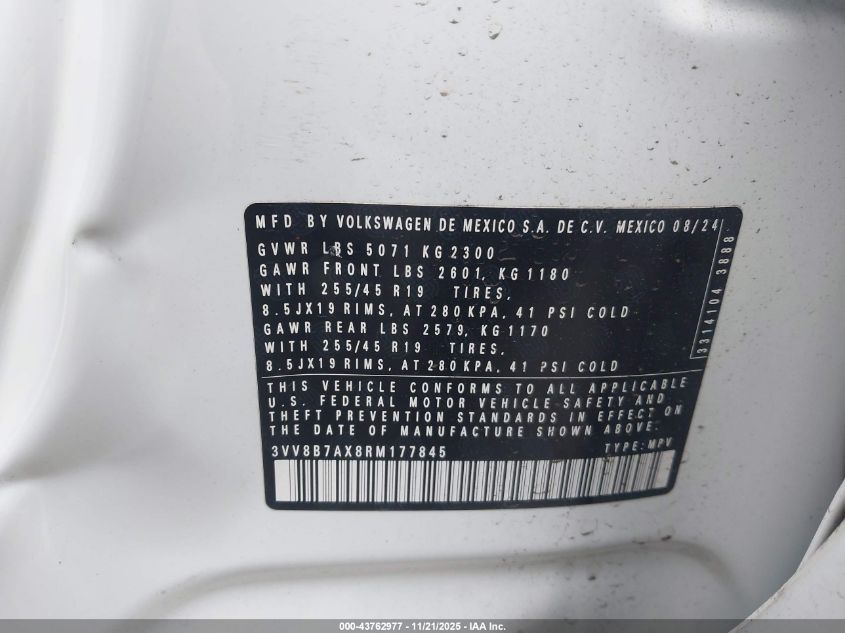 MFD BY VOLKSWAGEN DE MEXICO S.A. DE C.V. MEXICO 08/24
GVWR LBS 5071 KG 2300
GAWR FRONT LBS 2601, KG 1180
WITH 255/45 R19 TIRES,
8.5JX19 RIMS, AT 280 KPA, 41 PSI COLD
GAWR REAR LBS 2579, KG 1170
WITH 255/45 R19 TIRES,
8.5JX19 RIMS, AT 280 KPA, 41 PSI COLD
THIS VEHICLE CONFORMS TO ALL APPLICABLE
U.S. FEDERAL MOTOR VEHICLE SAFETY AND
THEFT PREVENTION STANDARDS IN EFFECT ON
THE DATE OF MANUFACTURE SHOWN ABOVE.
3VV8B7AX8RM177845 TYPE: MPV
3314104 3888
000-43762977 - 11/21/2025 - IAA Inc.